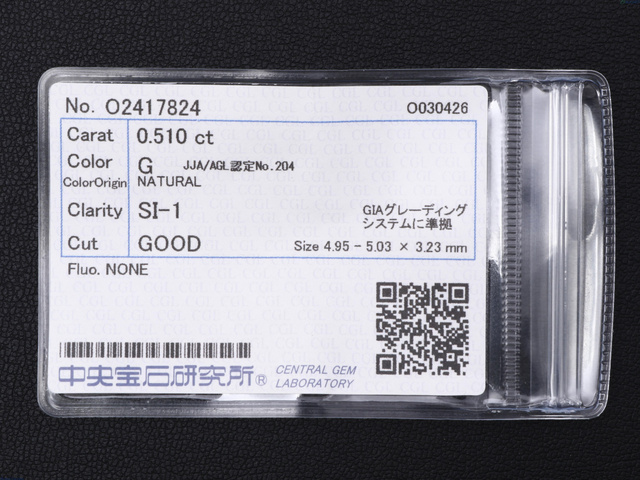 No. O2417824 O030426
Carat 0.510 ct
Color G JJA/AGL認定No.204
ColorOrigin NATURAL
Clarity SI-1 GIAグレーディング
システムに準拠
Cut GOOD Size 4.95 - 5.03 × 3.23 mm
Fluo. NONE
中央宝石研究所® CENTRAL GEM
LABORATORY